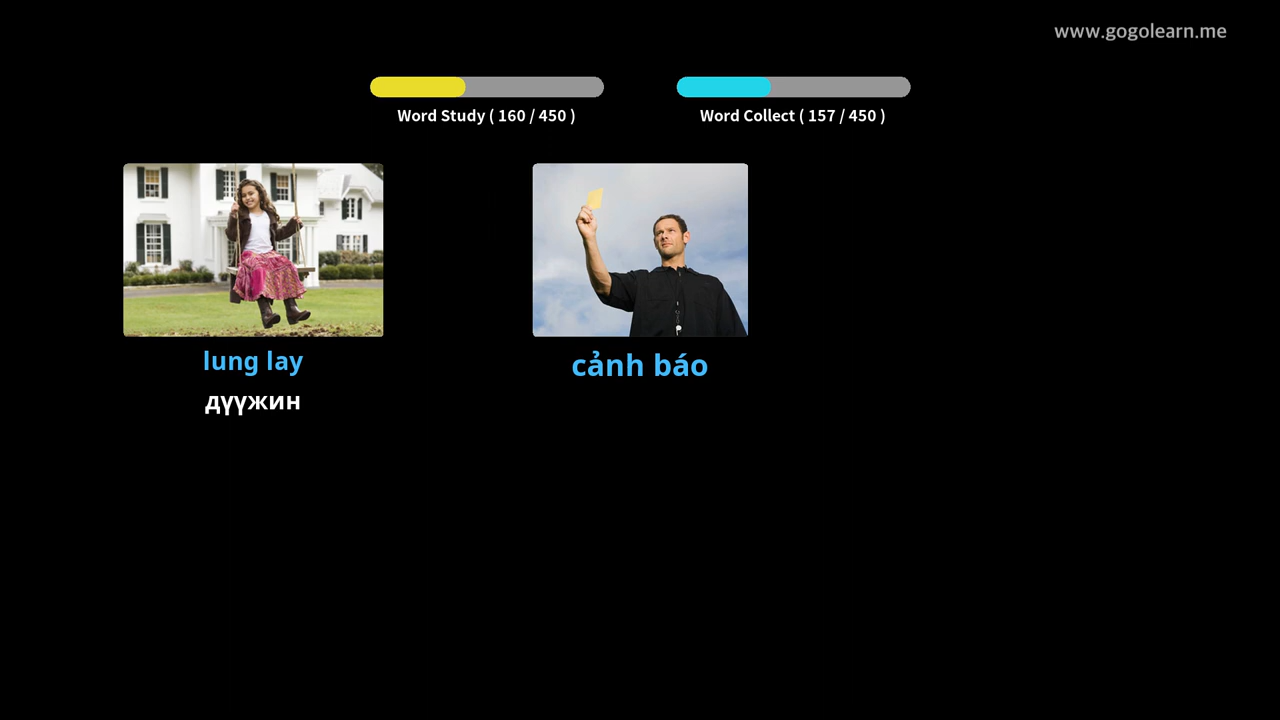 www.gogolearn.me
Word Study ( 160 / 450 )
Word Collect ( 157 / 450 )
lung lay
дүүжин
cảnh báo